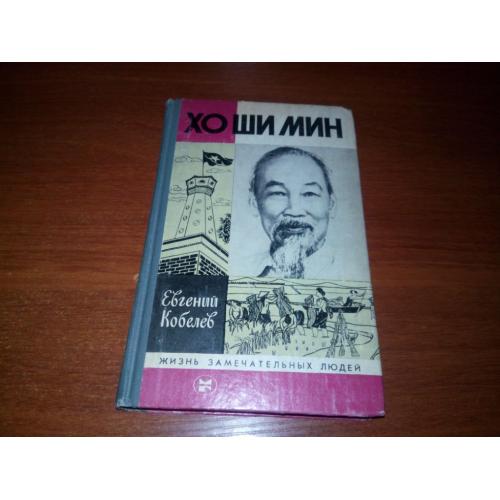 ХО ШИ МИН
Евгений
Кобелев
ЖИЗНЬ ЗАМЕЧАТЕЛЬНЫХ ЛЮДЕЙ